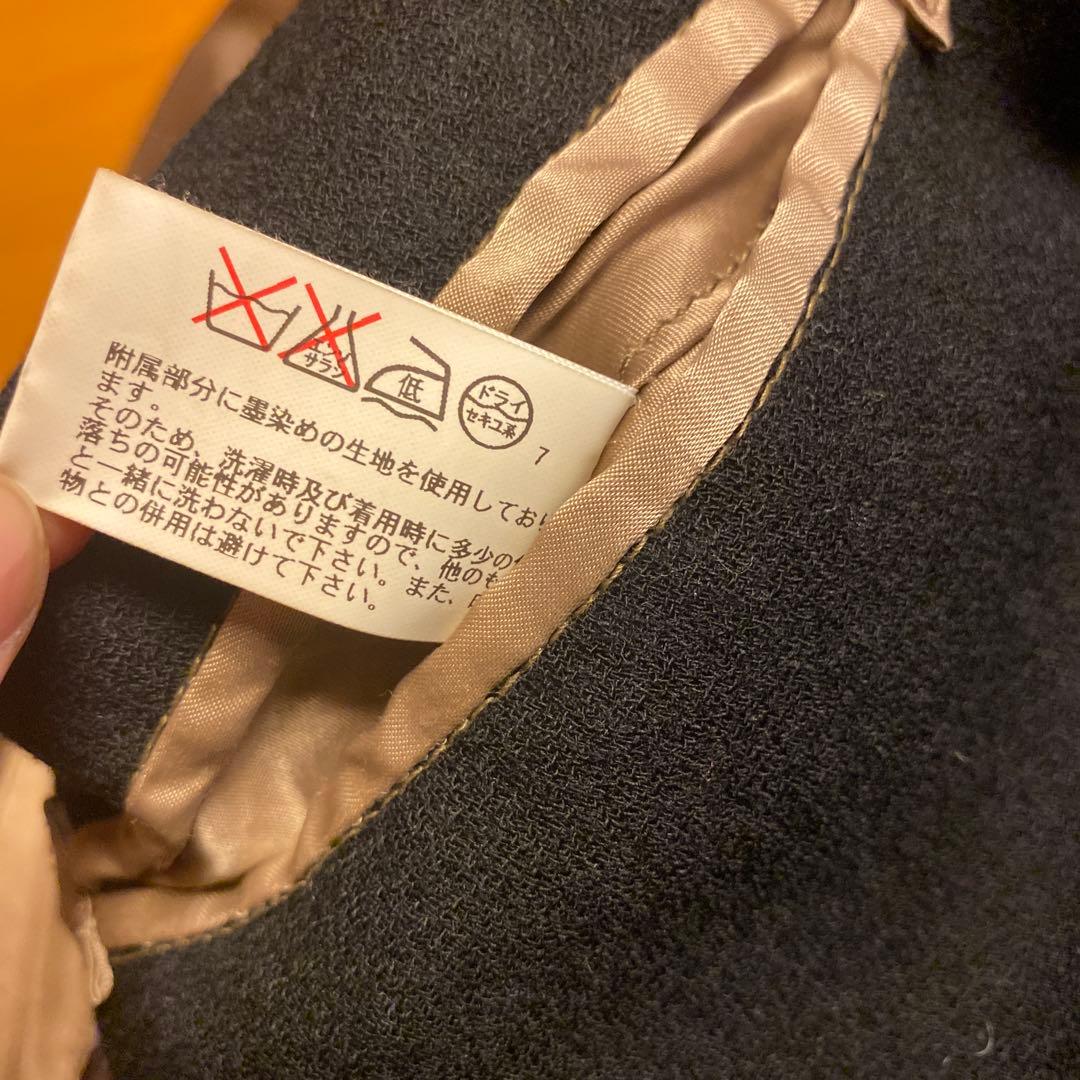 エンソ
サラシ
低
ドライ
セキユ系
7
附属部分に墨染めの生地を使用しており
ます。
そのため、洗濯時及び着用時に多少の
落ちの可能性がありますので、他のも
と一緒に洗わないで下さい。また、
物との併用は避けて下さい。